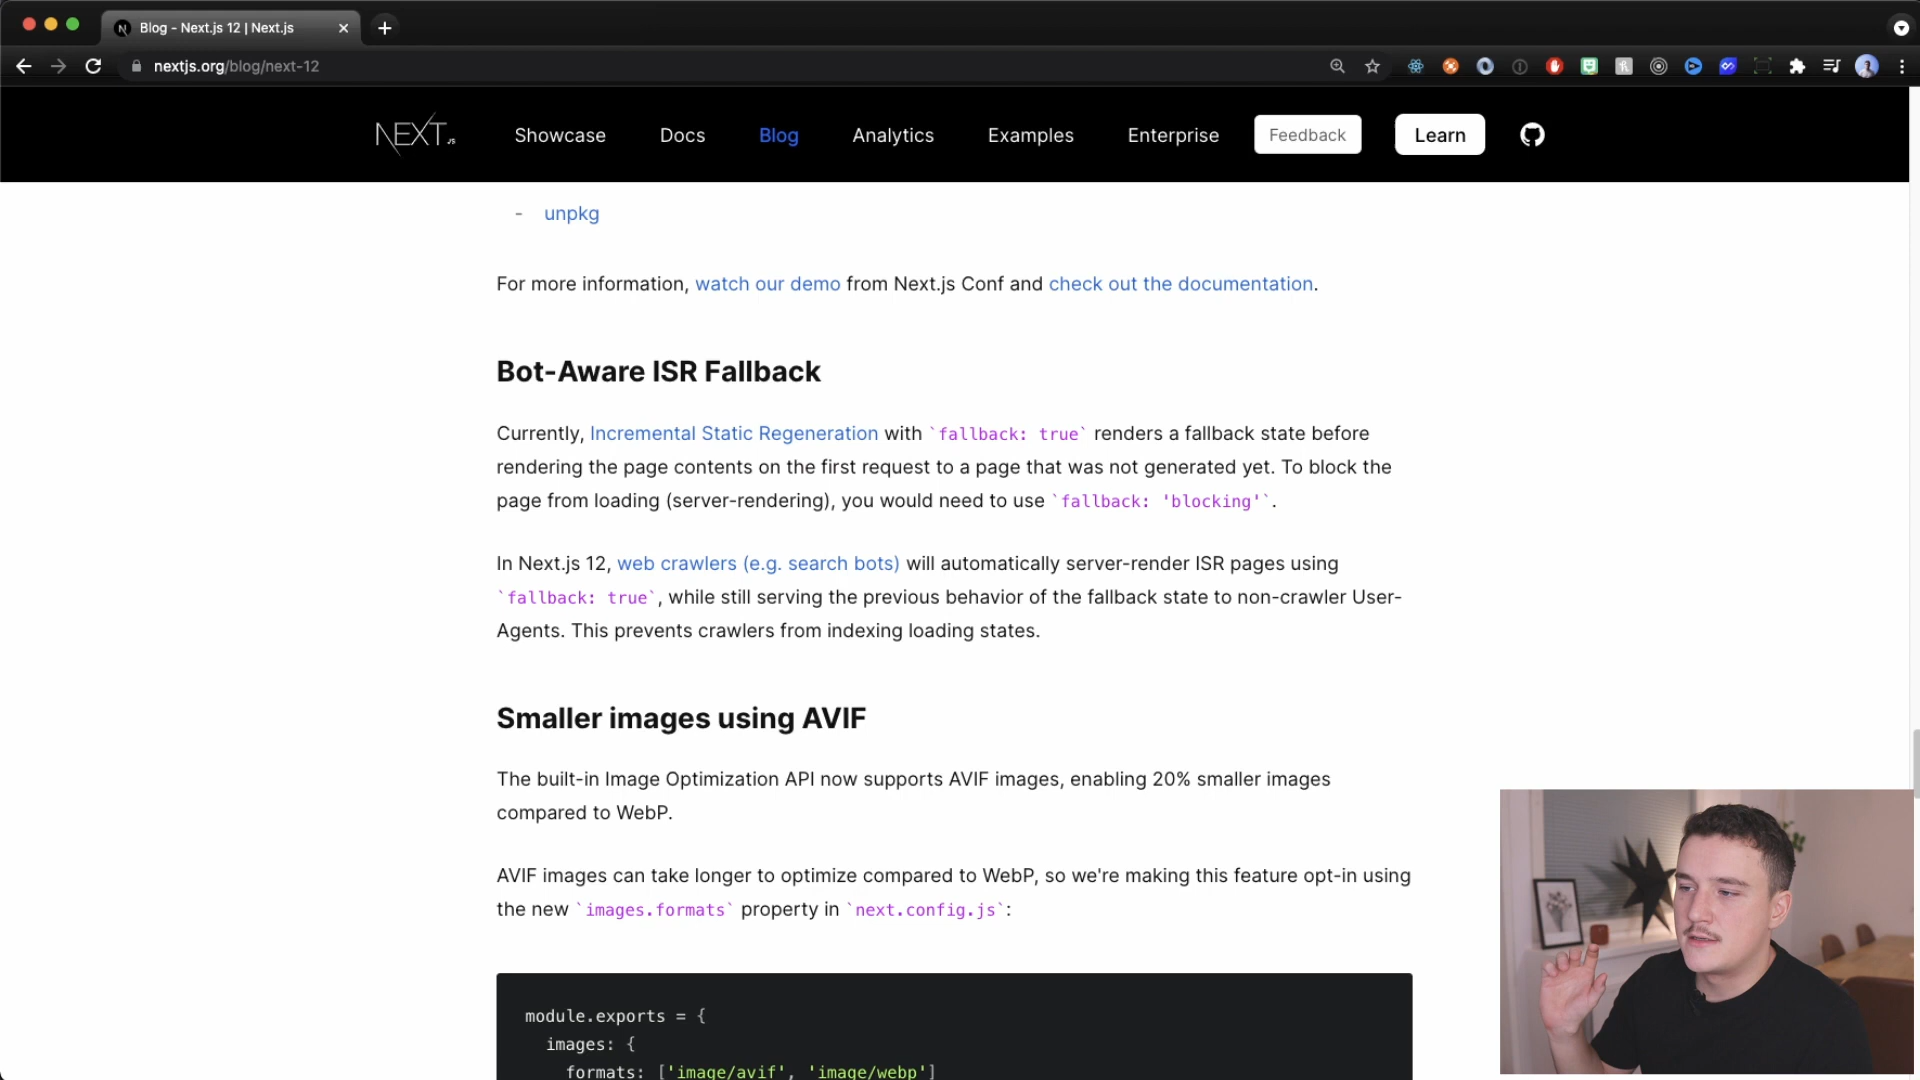 Blog - Next.js 12 | Next.js
nextjs.org/blog/next-12
NEXT.JS
Showcase
Docs
Blog
Analytics
Examples
Enterprise
Feedback
Learn
- unpkg
For more information, watch our demo from Next.js Conf and check out the documentation.
Bot-Aware ISR Fallback
Currently, Incremental Static Regeneration with `fallback: true` renders a fallback state before
rendering the page contents on the first request to a page that was not generated yet. To block the
page from loading (server-rendering), you would need to use `fallback: 'blocking'`.
In Next.js 12, web crawlers (e.g. search bots) will automatically server-render ISR pages using
`fallback: true`, while still serving the previous behavior of the fallback state to non-crawler User-
Agents. This prevents crawlers from indexing loading states.
Smaller images using AVIF
The built-in Image Optimization API now supports AVIF images, enabling 20% smaller images
compared to WebP.
AVIF images can take longer to optimize compared to WebP, so we're making this feature opt-in using
the new `images.formats` property in `next.config.js`:
module.exports = {
images: {
formats: ['image/avif', 'image/webp']